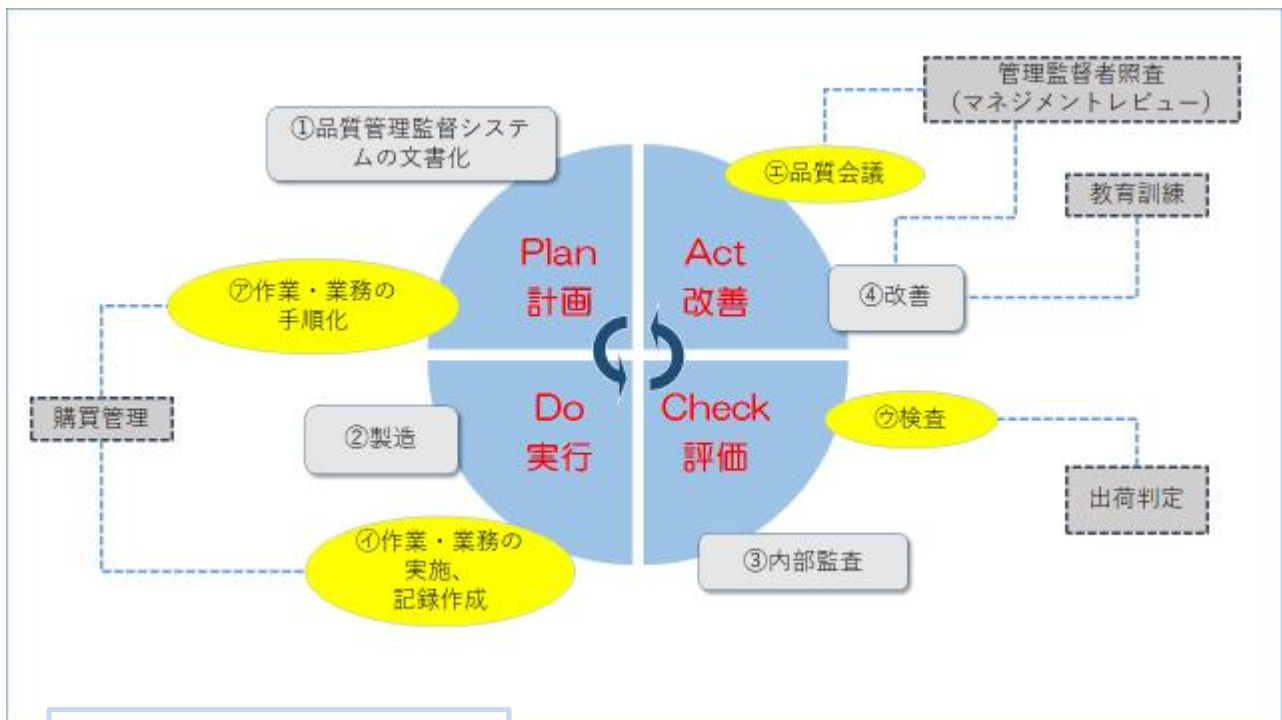 管理監督者照査
(マネジメントレビュー)
①品質管理監督システ
ムの文書化
㋓品質会議
教育訓練
Plan
計画
Act
改善
㋐作業・業務の
手順化
④改善
購買管理
②製造
Do
実行
Check
評価
㋒検査
出荷判定
㋑作業・業務の
実施、
記録作成
③内部監査